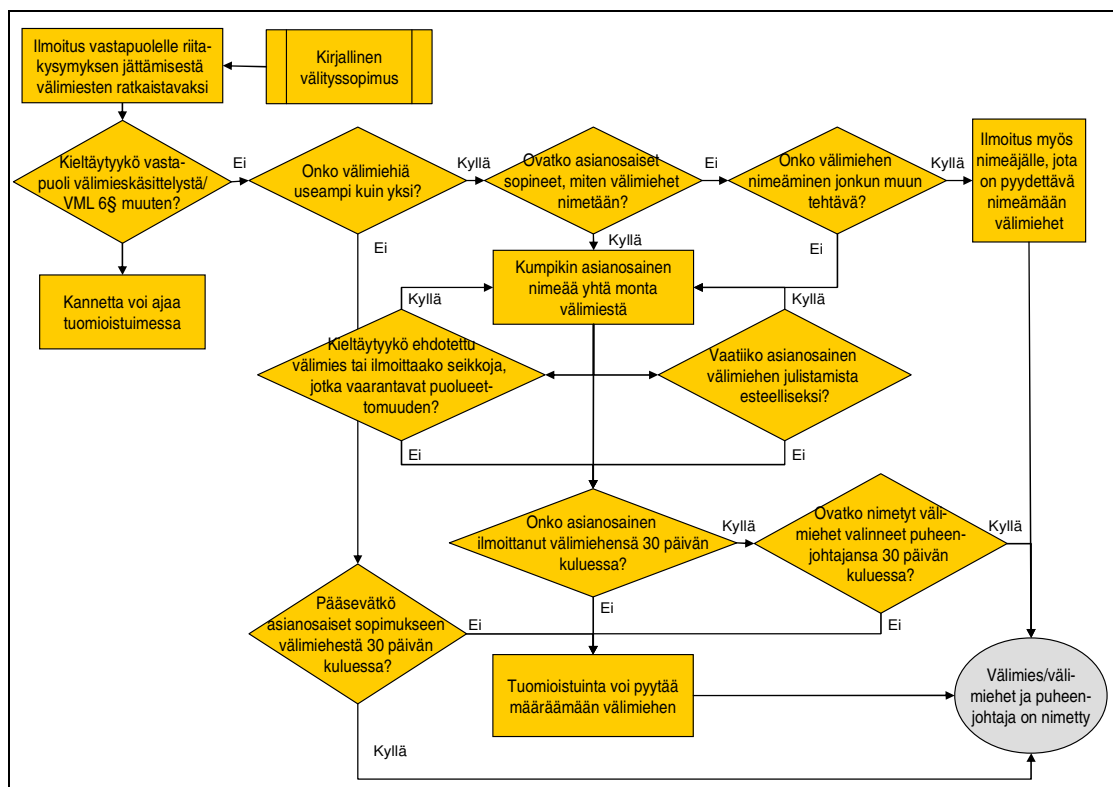 Ilmoitus vastapuolelle riita-
kysymyksen jättämisestä
välimiesten ratkaistavaksi
Kirjallinen
välityssopimus
Kieltäytyykö vasta-
puoli välimieskäsittelystä/
VML 6§ muuten?
Ei
Onko välimiehiä
useampi kuin yksi?
Kyllä
Ovatko asianosaiset
sopineet, miten välimiehet
nimetään?
Ei
Onko välimiehen
nimeäminen jonkun muun
tehtävä?
Kyllä
Ilmoitus myös
nimeäjälle, jota
on pyydettävä
nimeämään
välimiehet
Ei
Kyllä
Ei
Kannetta voi ajaa
tuomioistuimessa
Kumpikin asianosainen
nimeää yhtä monta
välimiestä
Kyllä
Kyllä
Kieltäytyykö ehdotettu
välimies tai ilmoittaako seikkoja,
jotka vaarantavat puolueet-
tomuuden?
Vaatiiko asianosainen
välimiehen julistamista
esteelliseksi?
Ei
Ei
Onko asianosainen
ilmoittanut välimiehensä 30 päivän
kuluessa?
Kyllä
Ovatko nimetyt väli-
miehet valinneet puheen-
johtajansa 30 päivän
kuluessa?
Kyllä
Pääsevätkö
asianosaiset sopimukseen
välimiehestä 30 päivän
kuluessa?
Ei
Ei
Ei
Tuomioistuinta voi pyytää
määräämään välimiehen
Välimies/väli-
miehet ja puheen-
johtaja on nimetty
Kyllä